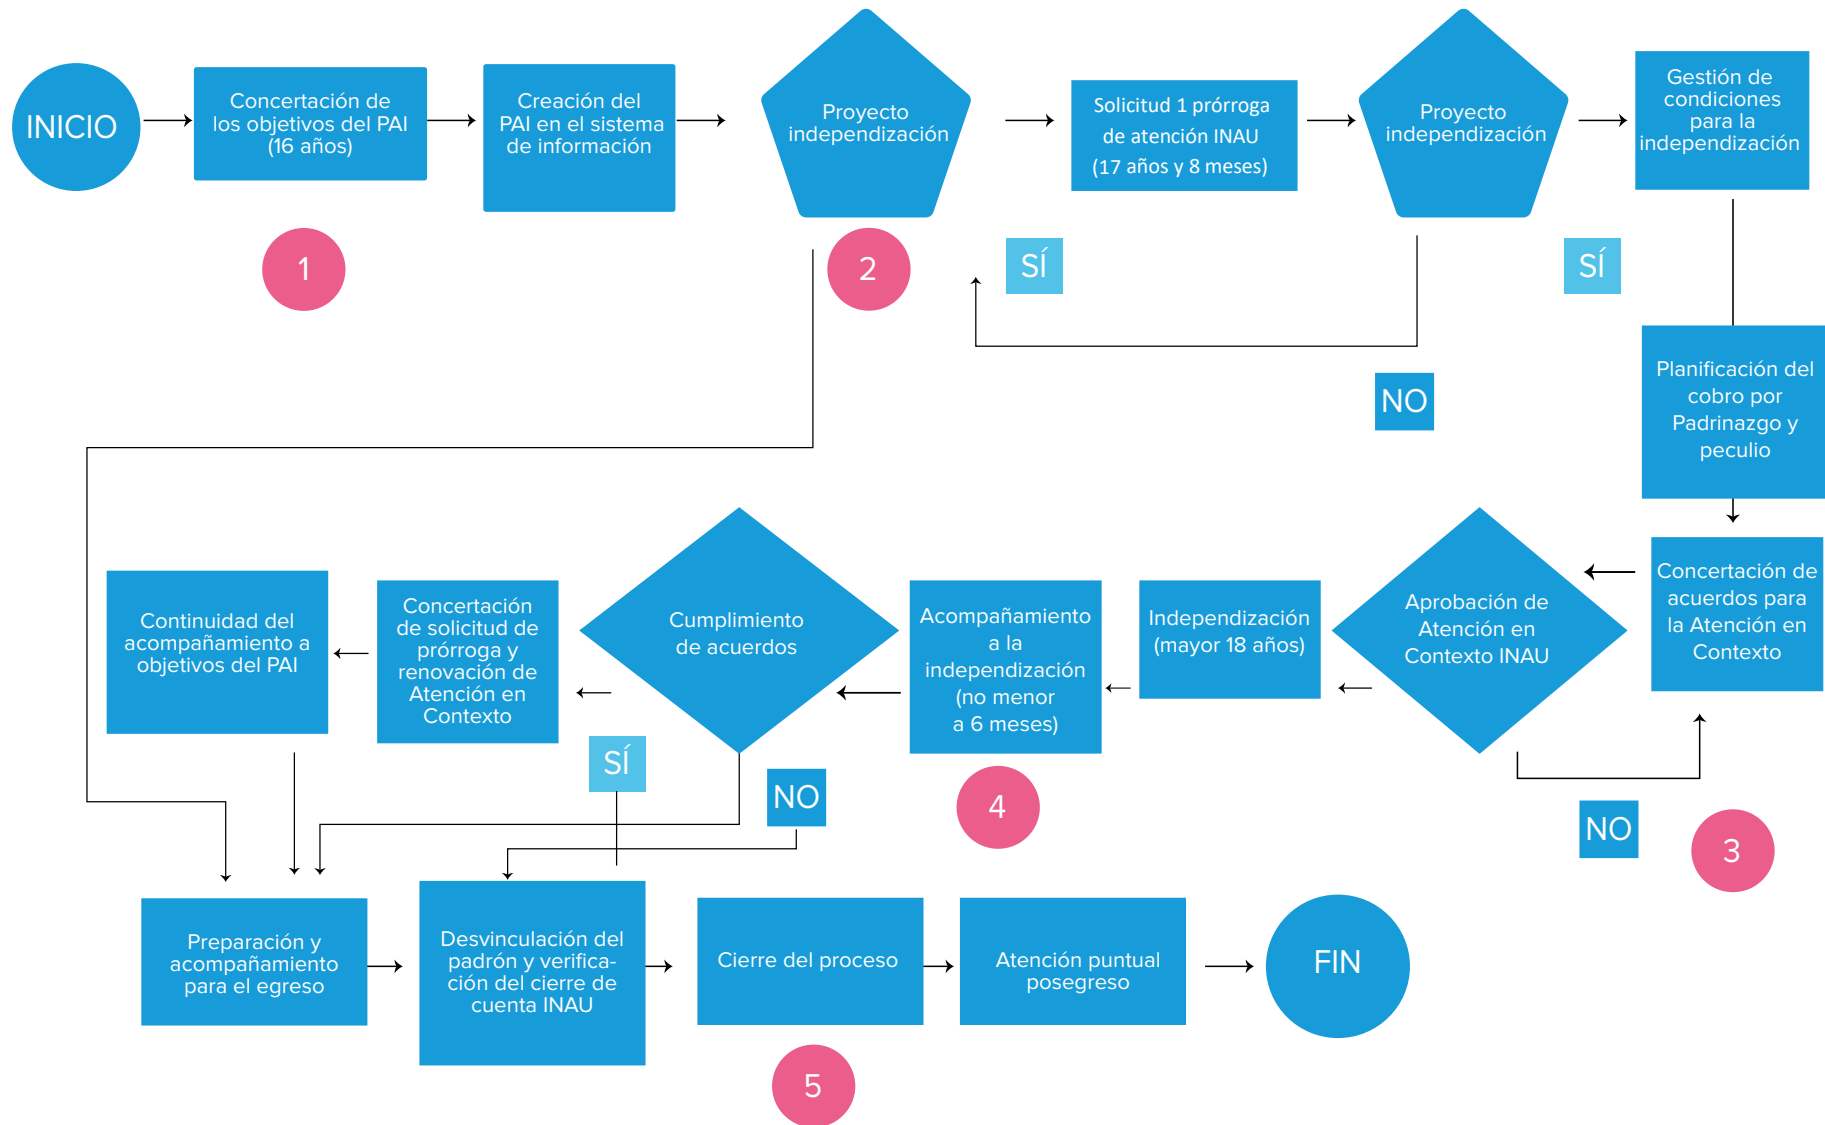 INICIO
Concertación de
los objetivos del PAI
(16 años)
Creación del
PAI en el sistema
de información
Proyecto
independización
Solicitud 1 prórroga
de atención INAU
(17 años y 8 meses)
Proyecto
independización
Gestión de
condiciones
para la
independización
1
2
SÍ
SÍ
NO
Planificación del
cobro por
Padrinazgo y
peculio
Concertación de
acuerdos para
la Atención en
Contexto
Aprobación de
Atención en
Contexto INAU
Independización
(mayor 18 años)
Acompañamiento
a la
independización
(no menor
a 6 meses)
Cumplimiento
de acuerdos
Concertación
de solicitud de
prórroga y
renovación de
Atención en
Contexto
Continuidad del
acompañamiento a
objetivos del PAI
SÍ
NO
4
NO
3
Preparación y
acompañamiento
para el egreso
Desvinculación del
padrón y verifica-
ción del cierre de
cuenta INAU
Cierre del proceso
Atención puntual
posegreso
FIN
5